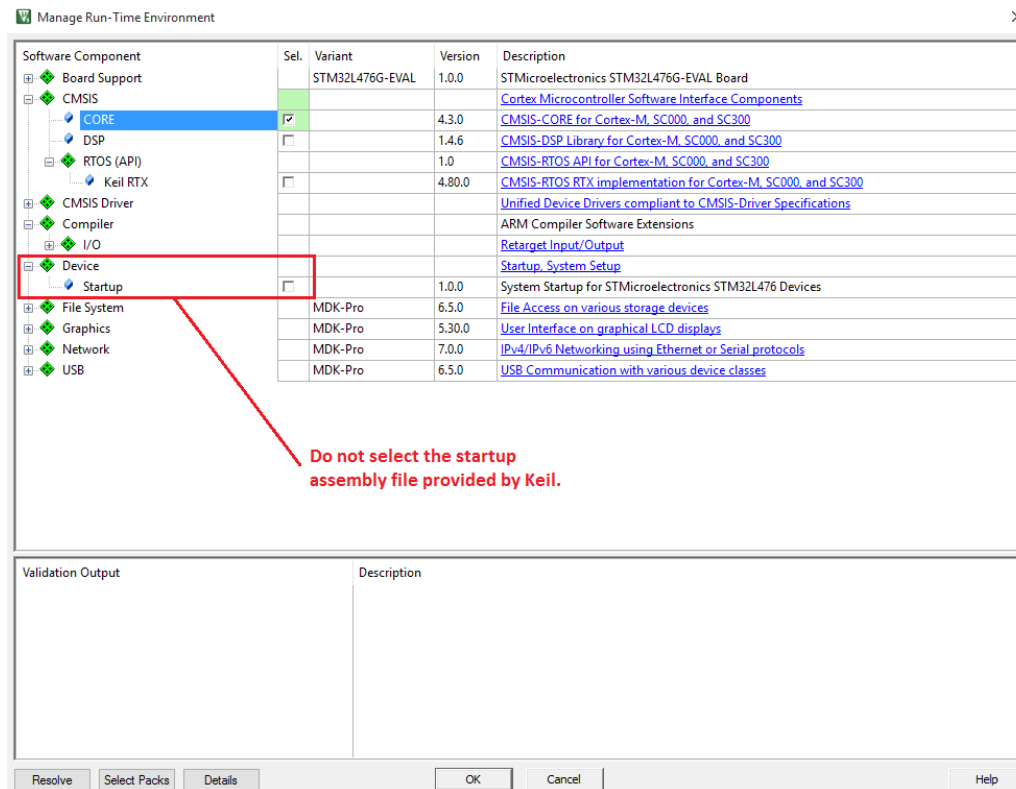 Manage Run-Time Environment
Software Component Sel. Variant Version Description
Board Support STM32L476G-EVAL 1.0.0 STMicroelectronics STM32L476G-EVAL Board
CMSIS Cortex Microcontroller Software Interface Components
CORE 4.3.0 CMSIS-CORE for Cortex-M, SC000, and SC300
DSP 1.4.6 CMSIS-DSP Library for Cortex-M, SC000, and SC300
RTOS (API) 1.0 CMSIS-RTOS API for Cortex-M, SC000, and SC300
Keil RTX 4.80.0 CMSIS-RTOS RTX implementation for Cortex-M, SC000, and SC300
CMSIS Driver Unified Device Drivers compliant to CMSIS-Driver Specifications
Compiler ARM Compiler Software Extensions
I/O Retarget Input/Output
Device Startup, System Setup
Startup 1.0.0 System Startup for STMicroelectronics STM32L476 Devices
File System MDK-Pro 6.5.0 File Access on various storage devices
Graphics MDK-Pro 5.30.0 User Interface on graphical LCD displays
Network MDK-Pro 7.0.0 IPv4/IPv6 Networking using Ethernet or Serial protocols
USB MDK-Pro 6.5.0 USB Communication with various device classes
Do not select the startup
assembly file provided by Keil.
Validation Output Description
Resolve Select Packs Details OK Cancel Help